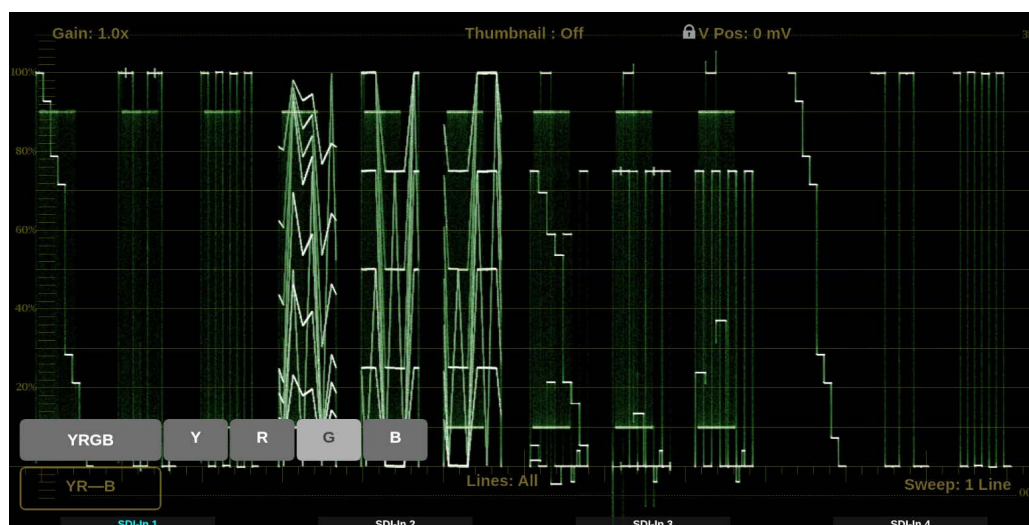 Gain: 1.0x
Thumbnail : Off
V Pos: 0 mV
100%
80%
60%
40%
20%
YRGB
Y
R
G
B
YR—B
Lines: All
Sweep: 1 Line
SDI-In 1
SDI-In 2
SDI-In 3
SDI-In 4